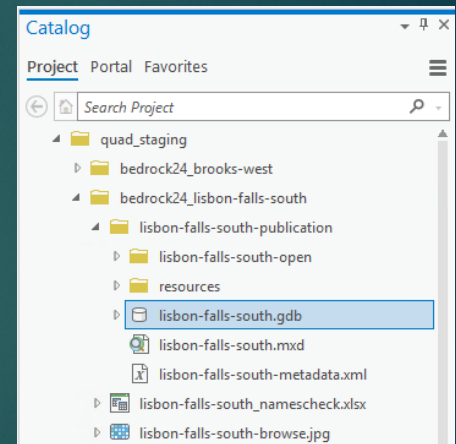 Catalog
Project Portal Favorites
Search Project
quad_staging
bedrock24_brooks-west
bedrock24_lisbon-falls-south
lisbon-falls-south-publication
lisbon-falls-south-open
resources
lisbon-falls-south.gdb
lisbon-falls-south.mxd
lisbon-falls-south-metadata.xml
lisbon-falls-south_namescheck.xlsx
lisbon-falls-south-browse.jpg